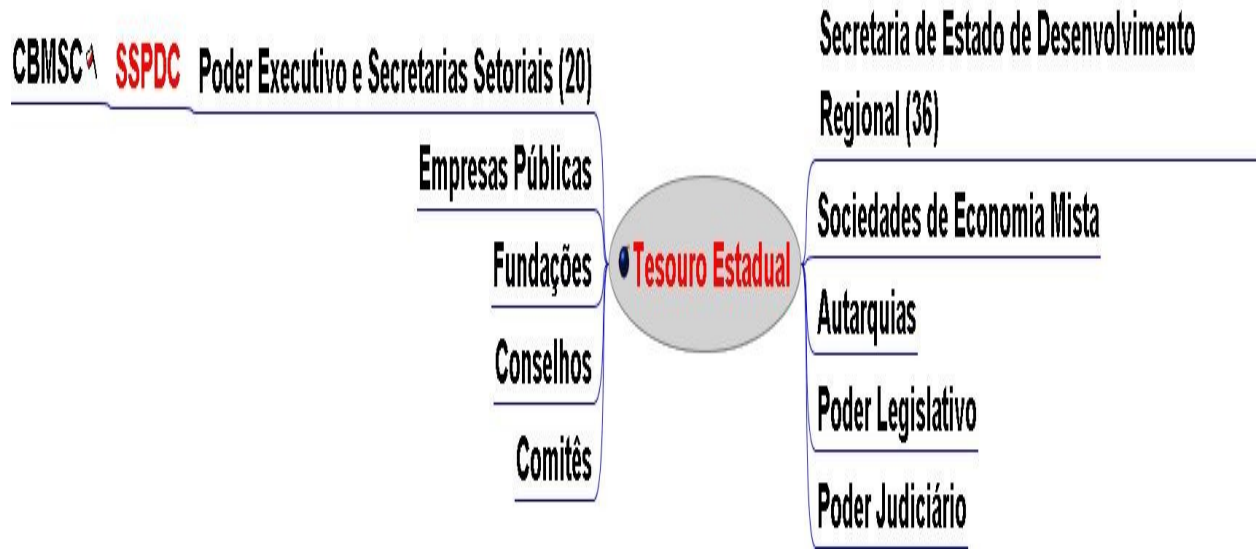 CBMSC SSPDC Poder Executivo e Secretarias Setoriais (20)
Empresas Públicas
Fundações
Conselhos
Comitês
Tesouro Estadual
Secretaria de Estado de Desenvolvimento
Regional (36)
Sociedades de Economia Mista
Autarquias
Poder Legislativo
Poder Judiciário